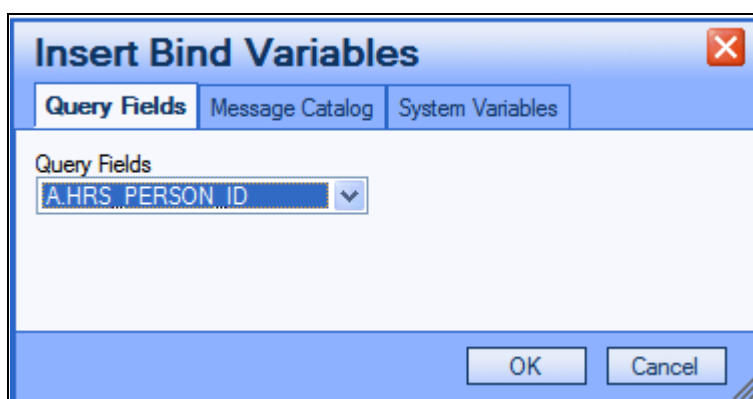 Insert Bind Variables
Query Fields Message Catalog System Variables
Query Fields
A.HRS_PERSON_ID
OK Cancel